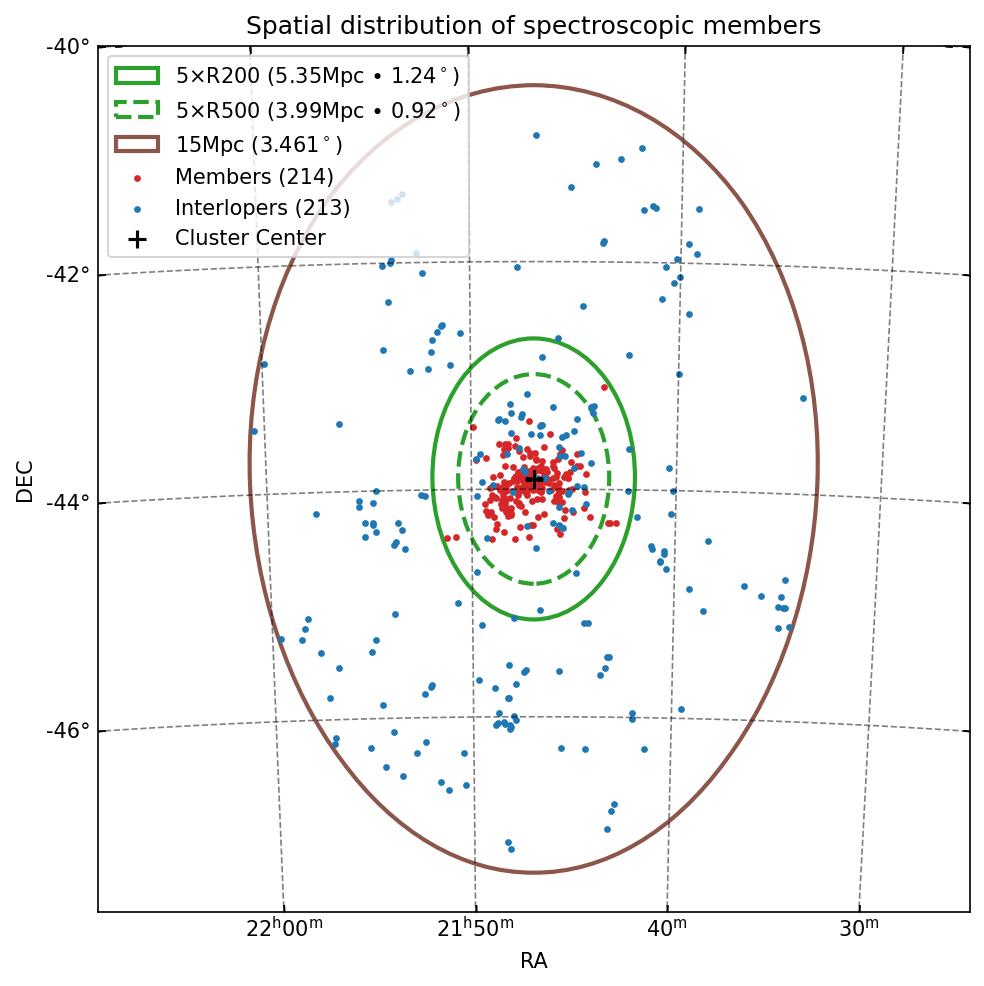 Spatial distribution of spectroscopic members
-40°
5×R200 (5.35Mpc • 1.24°)
5×R500 (3.99Mpc • 0.92°)
15Mpc (3.461°)
Members (214)
Interlopers (213)
Cluster Center
-42°
DEC
-44°
-46°
22ʰ00ᵐ
21ʰ50ᵐ
40ᵐ
30ᵐ
RA